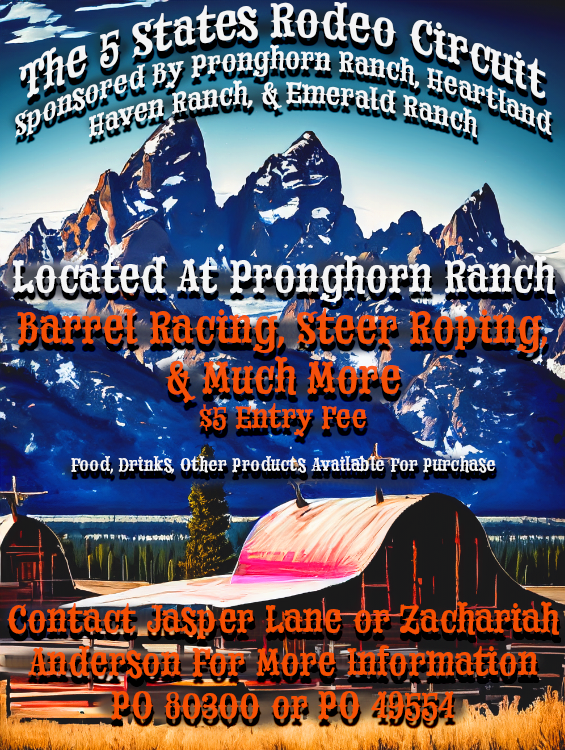 The 5 States Rodeo Circuit
Sponsored By Pronghorn Ranch, Heartland
Haven Ranch, & Emerald Ranch
Located At Pronghorn Ranch
Barrel Racing, Steer Roping,
& Much More
$5 Entry Fee
Food, Drinks, Other Products Available For Purchase
Contact Jasper Lane or Zachariah
Anderson For More Information
PO 80300 or PO 49554